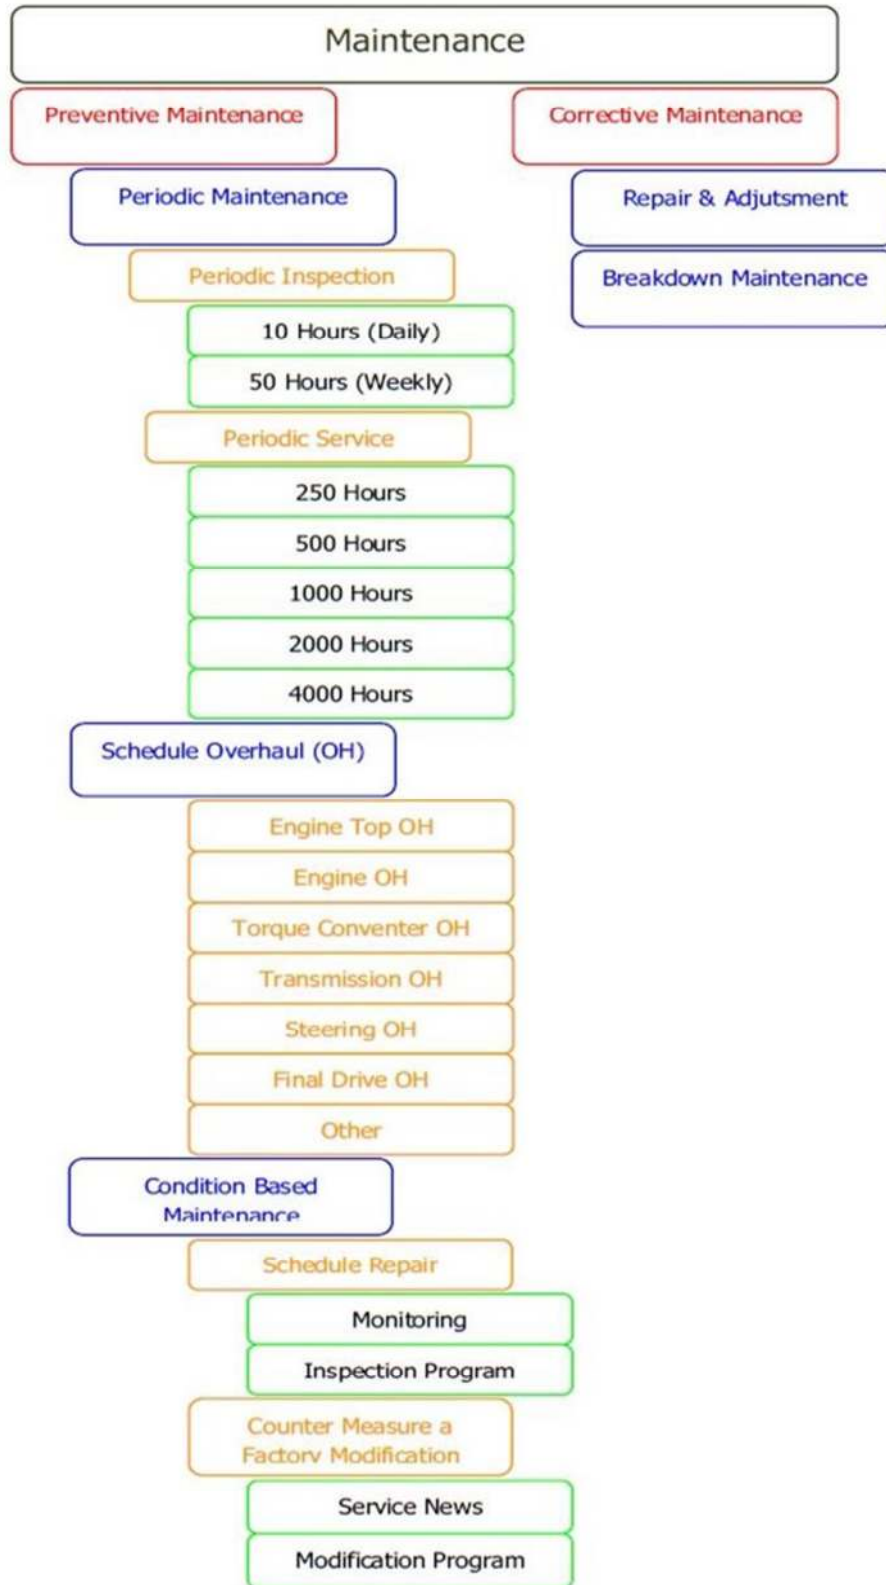 Maintenance
Preventive Maintenance
Corrective Maintenance
Periodic Maintenance
Repair & Adjutsment
Periodic Inspection
Breakdown Maintenance
10 Hours (Daily)
50 Hours (Weekly)
Periodic Service
250 Hours
500 Hours
1000 Hours
2000 Hours
4000 Hours
Schedule Overhaul (OH)
Engine Top OH
Engine OH
Torque Conventer OH
Transmission OH
Steering OH
Final Drive OH
Other
Condition Based
Maintenance
Schedule Repair
Monitoring
Inspection Program
Counter Measure a
Factory Modification
Service News
Modification Program